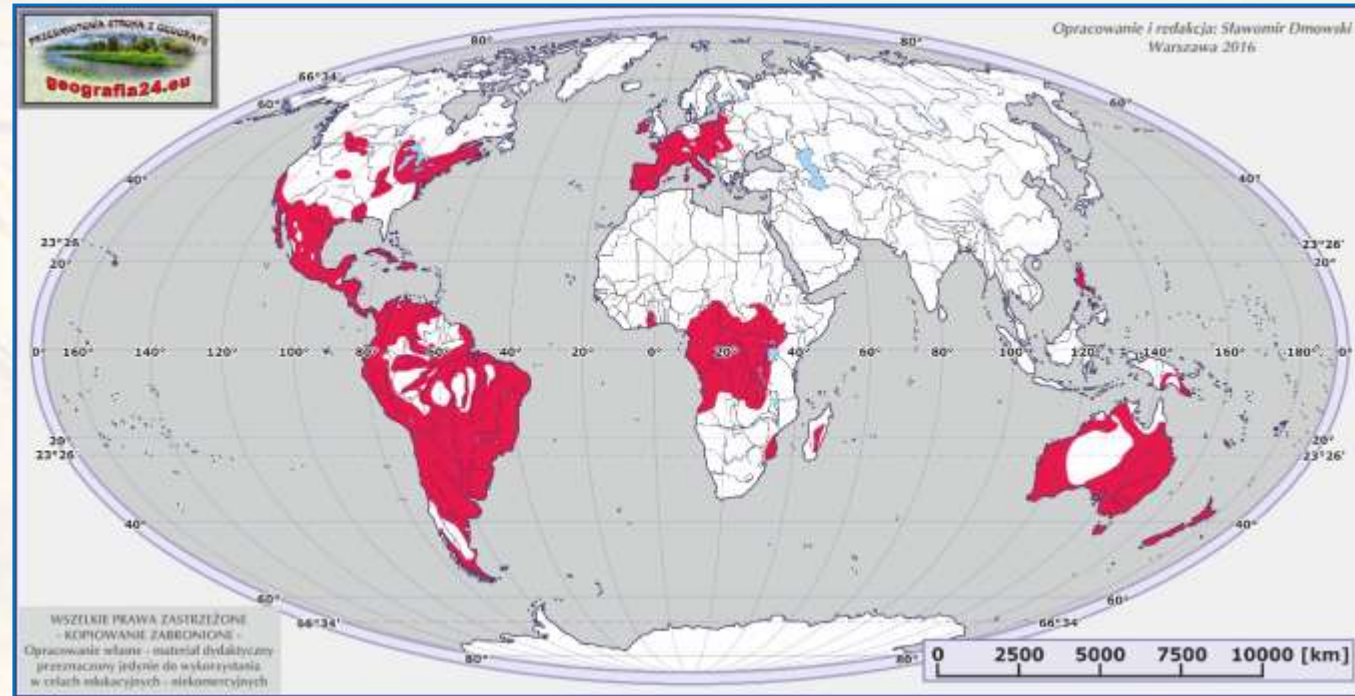 PRZEDMIOTOWA STRONA Z GEOGRAFII
geografia24.eu
Opracowanie i redakcja: Sławomir Dmowski
Warszawa 2016
80° 80°
66°34'
60° 60°
40° 40°
23°26 23°26'
20° 20°
0° 160° 140° 120° 100° 80° 60° 40° 20° 0° 20° 40° 60° 80° 100° 120° 140° 160° 180° 0°
20° 20°
23°26 23°26'
40° 40°
60° 60°
66°34' 66°34'
80° 80°
WSZELKIE PRAWA ZASTRZEŻONE
- KOPIOWANIE ZABRONIONE -
Opracowanie własne - materiał dydaktyczny
przeznaczony jedynie do wykorzystania
w celach edukacyjnych - niekomercyjnych
0 2500 5000 7500 10000 [km]